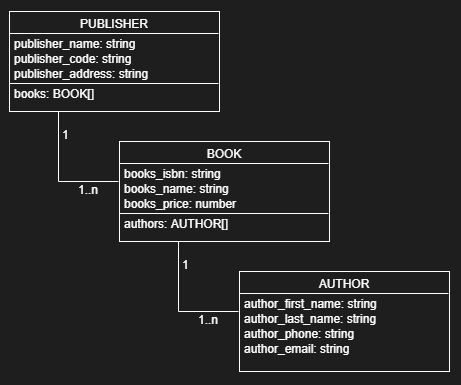 PUBLISHER
publisher_name: string
publisher_code: string
publisher_address: string
books: BOOK[]
1
1..n
BOOK
books_isbn: string
books_name: string
books_price: number
authors: AUTHOR[]
1
1..n
AUTHOR
author_first_name: string
author_last_name: string
author_phone: string
author_email: string